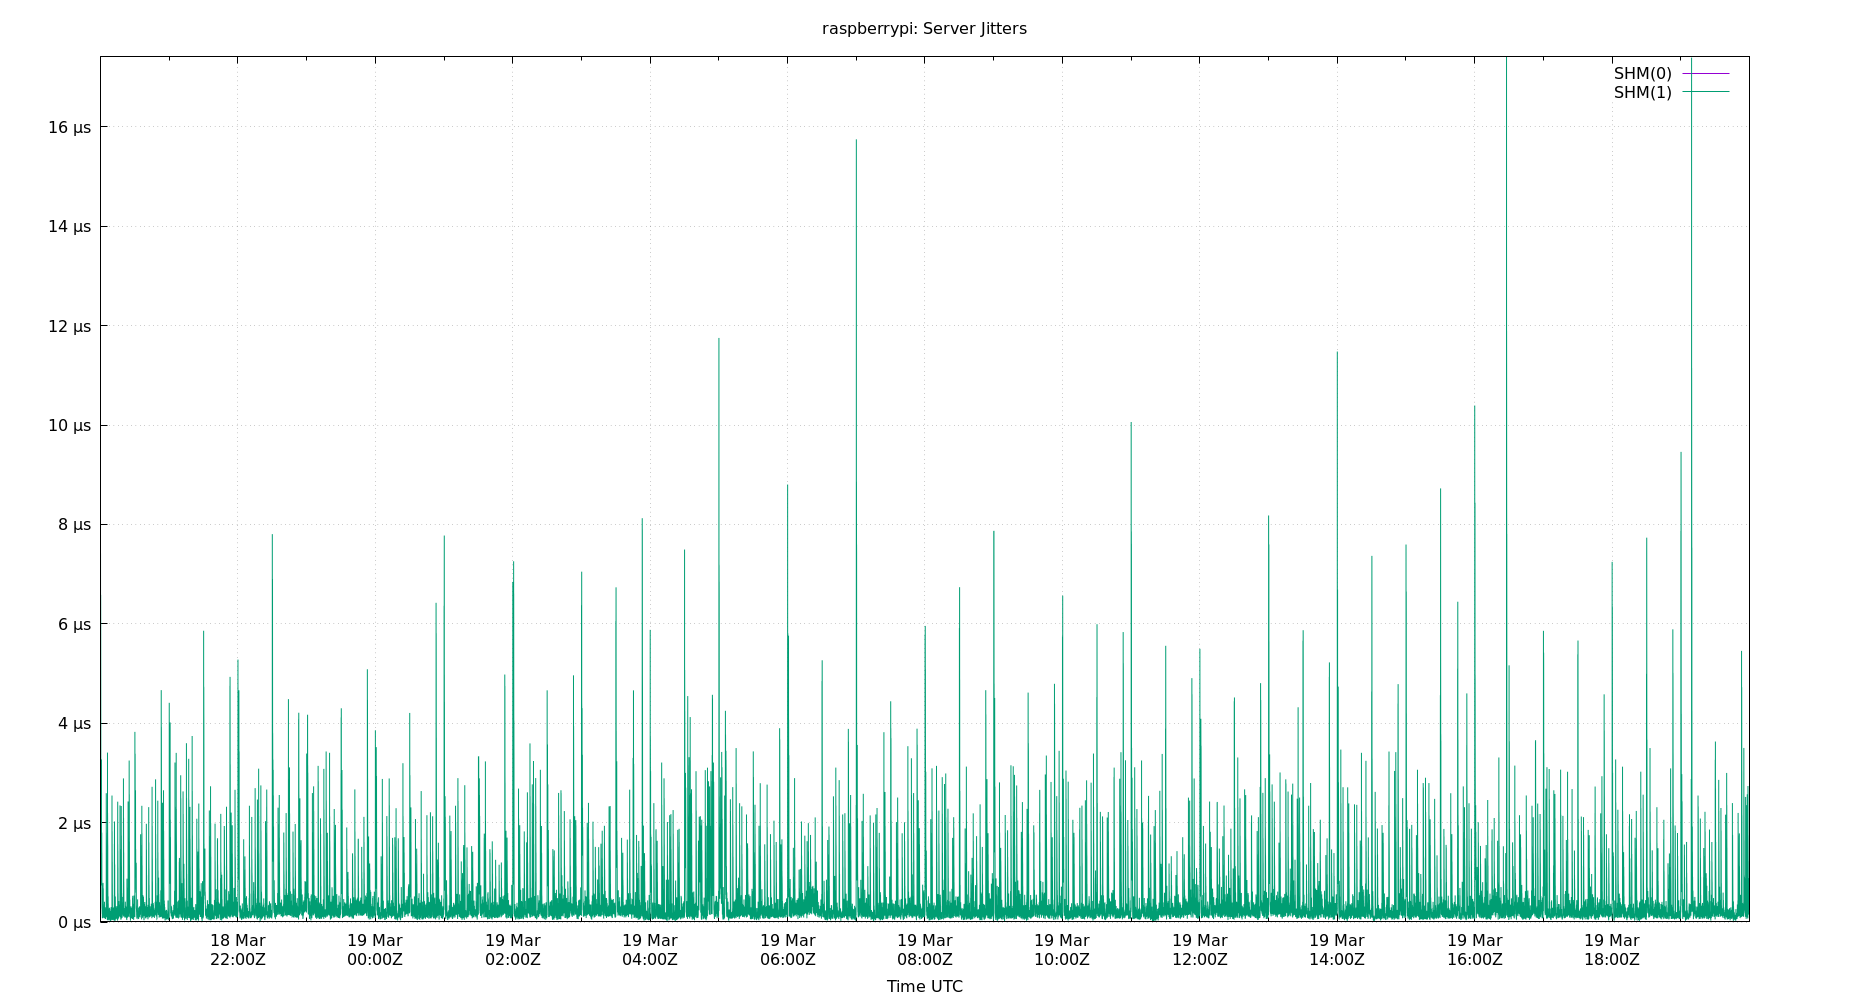 raspberrypi: Server Jitters
SHM(0)
SHM(1)
16 µs
14 µs
12 µs
10 µs
8 µs
6 µs
4 µs
2 µs
0 µs
18 Mar 19 Mar 19 Mar 19 Mar 19 Mar 19 Mar 19 Mar 19 Mar 19 Mar 19 Mar 19 Mar
22:00Z 00:00Z 02:00Z 04:00Z 06:00Z 08:00Z 10:00Z 12:00Z 14:00Z 16:00Z 18:00Z
Time UTC